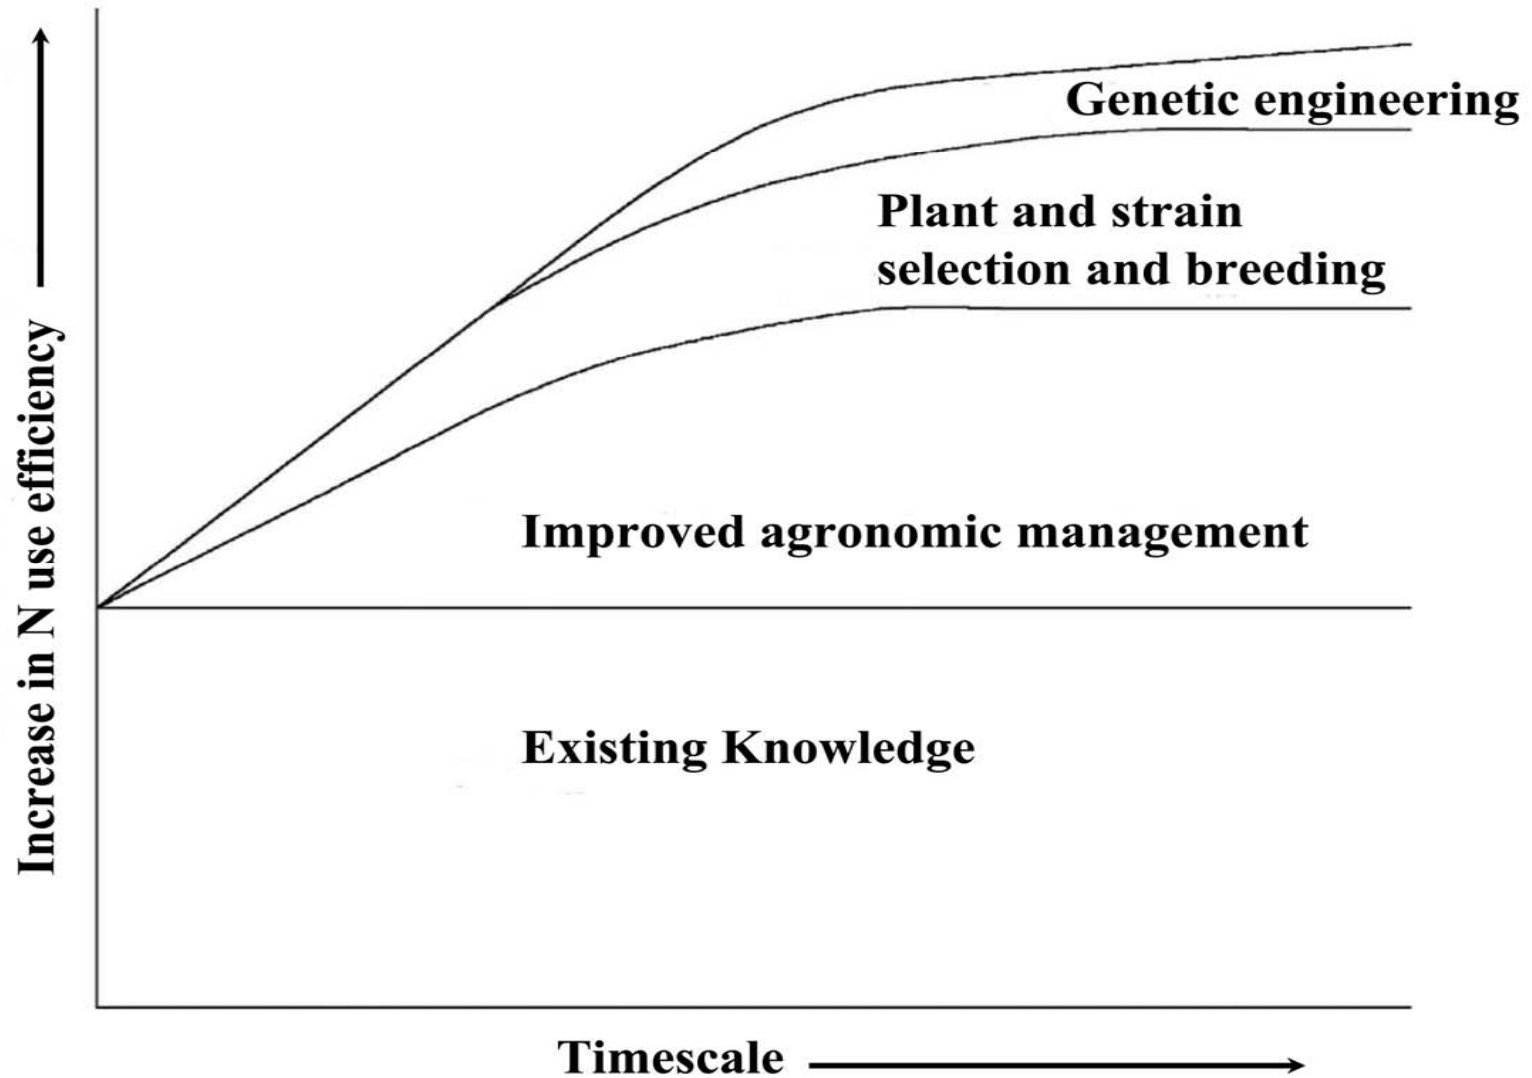 Genetic engineering
Plant and strain
selection and breeding
Improved agronomic management
Existing Knowledge
Increase in N use efficiency
Timescale